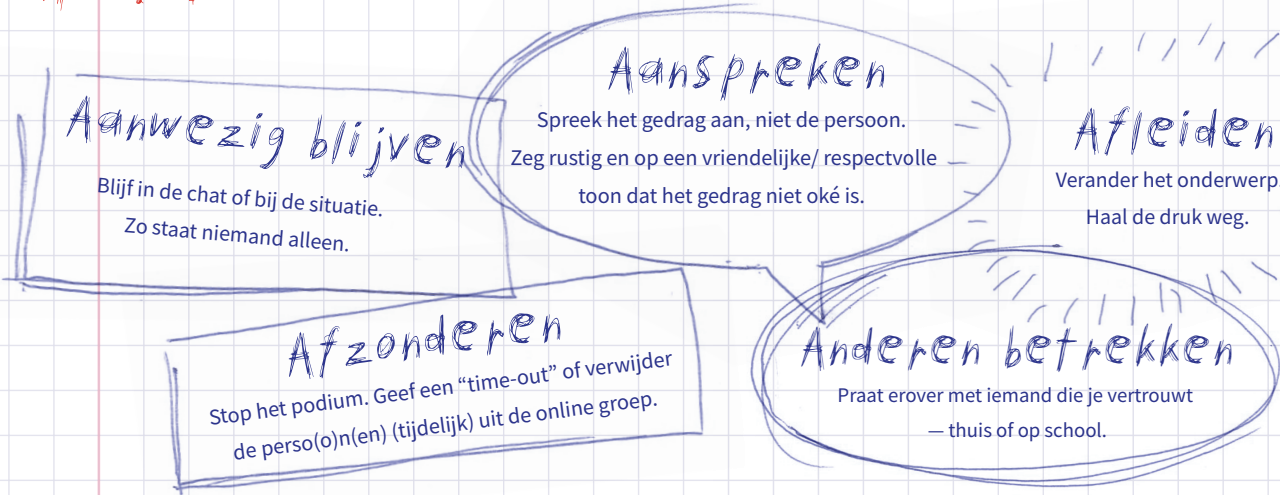 Aanwezig blijven
Blijf in de chat of bij de situatie.
Zo staat niemand alleen.
Aanspreken
Spreek het gedrag aan, niet de persoon.
Zeg rustig en op een vriendelijke/ respectvolle
toon dat het gedrag niet oké is.
Afleiden
Verander het onderwerp.
Haal de druk weg.
Afzonderen
Stop het podium. Geef een “time-out” of verwijder
de perso(o)n(en) (tijdelijk) uit de online groep.
Anderen betrekken
Praat erover met iemand die je vertrouwt
— thuis of op school.